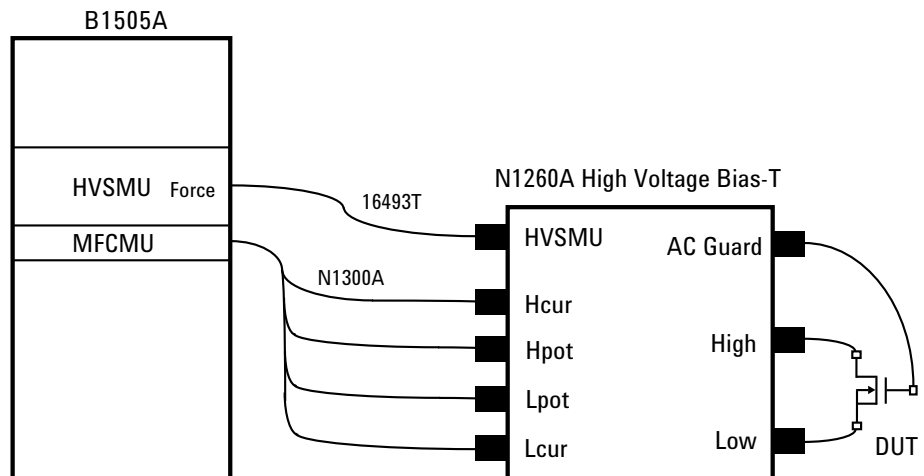 B1505A
HVSMU Force
MFCMU
16493T
N1300A
N1260A High Voltage Bias-T
HVSMU
Hcur
Hpot
Lpot
Lcur
AC Guard
High
Low
DUT